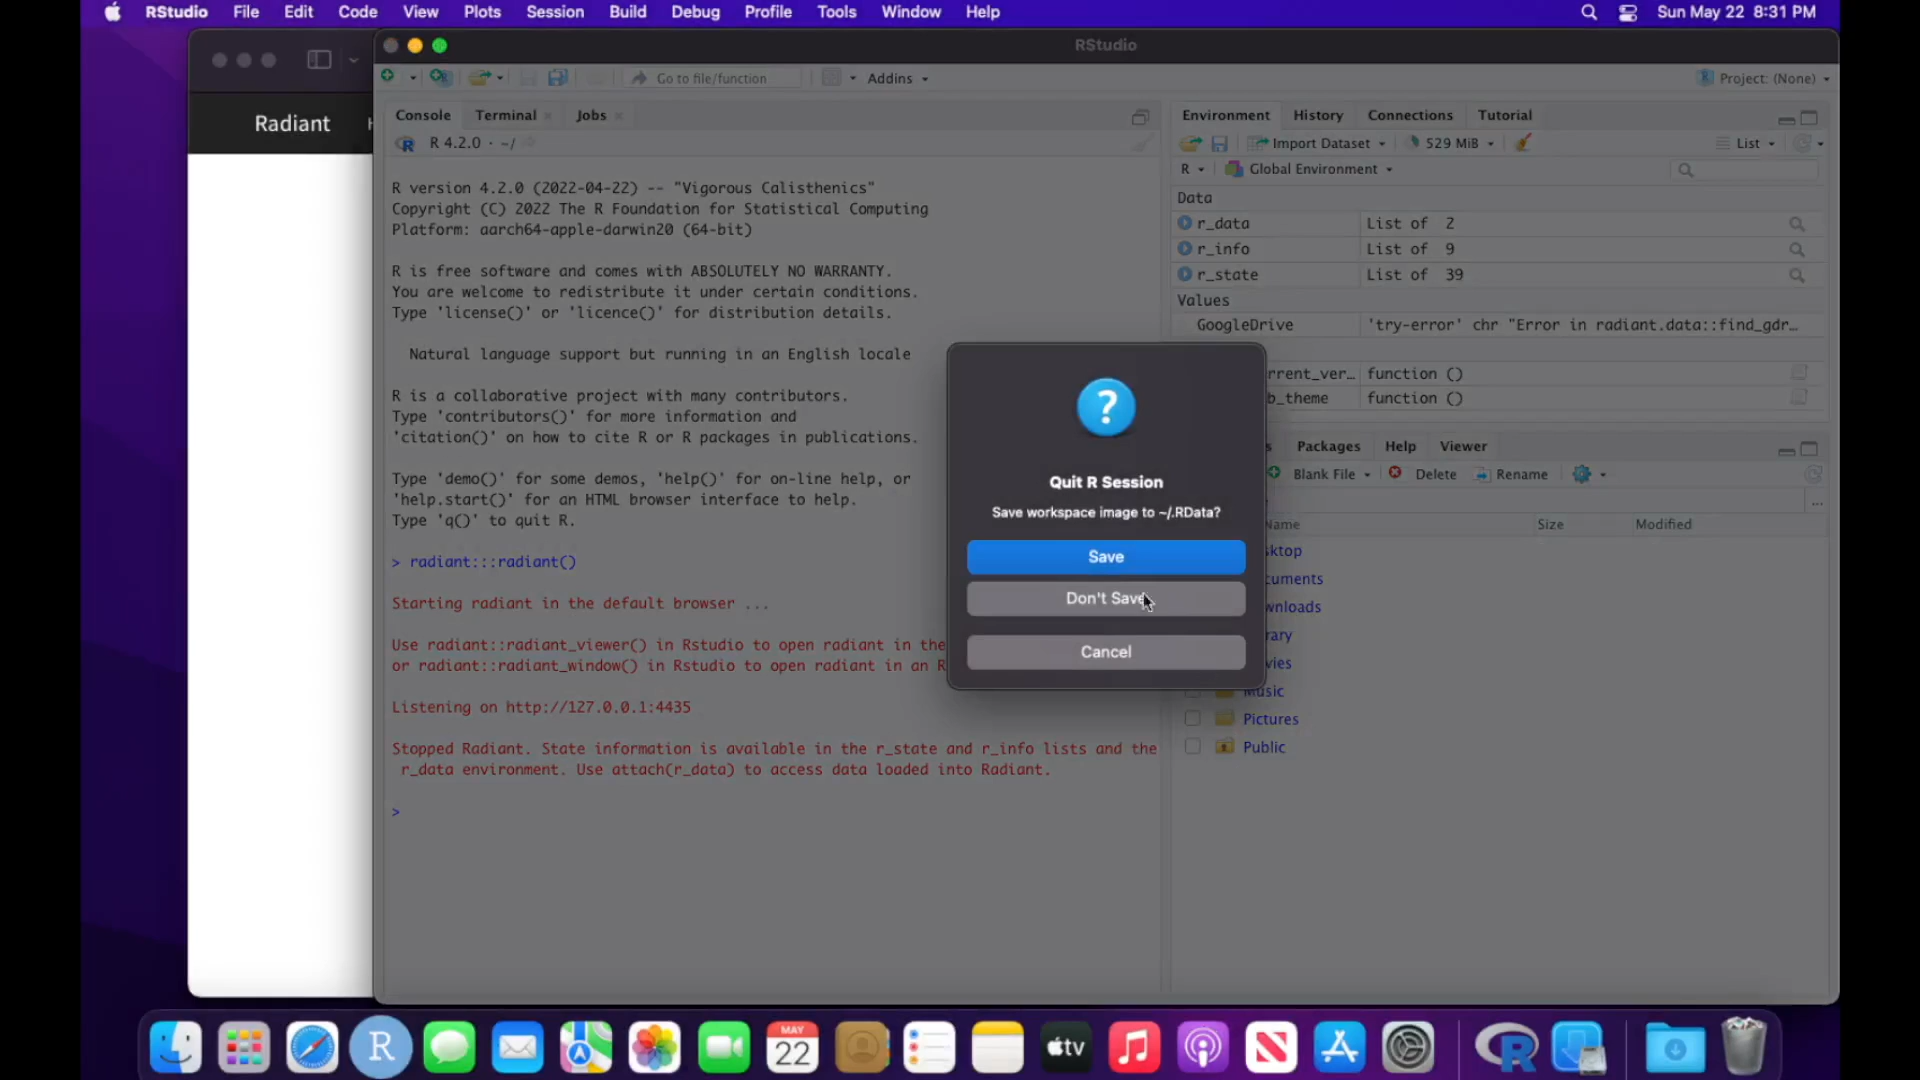 RStudio File Edit Code View Plots Session Build Debug Profile Tools Window Help Sun May 22 8:31 PM
RStudio
Radiant
Go to file/function Addins Project: (None)
Console Terminal Jobs
R 4.2.0 · ~/
R version 4.2.0 (2022-04-22) -- "Vigorous Calisthenics"
Copyright (C) 2022 The R Foundation for Statistical Computing
Platform: aarch64-apple-darwin20 (64-bit)
R is free software and comes with ABSOLUTELY NO WARRANTY.
You are welcome to redistribute it under certain conditions.
Type 'license()' or 'licence()' for distribution details.
Natural language support but running in an English locale
R is a collaborative project with many contributors.
Type 'contributors()' for more information and
'citation()' on how to cite R or R packages in publications.
Type 'demo()' for some demos, 'help()' for on-line help, or
'help.start()' for an HTML browser interface to help.
Type 'q()' to quit R.
> radiant:::radiant()
Starting radiant in the default browser ...
Use radiant::radiant_viewer() in Rstudio to open radiant in the
or radiant::radiant_window() in Rstudio to open radiant in an R
Listening on http://127.0.0.1:4435
Stopped Radiant. State information is available in the r_state and r_info lists and the
r_data environment. Use attach(r_data) to access data loaded into Radiant.
>
Environment History Connections Tutorial
Import Dataset 529 MiB List
R Global Environment
Data
r_data List of 2
r_info List of 9
r_state List of 39
Values
GoogleDrive 'try-error' chr "Error in radiant.data::find_gdr…
rrent_ver… function ()
b_theme function ()
s Packages Help Viewer
Blank File Delete Rename
Name Size Modified
sktop
cuments
wnloads
rary
vies
Music
Pictures
Public
Quit R Session
Save workspace image to ~/.RData?
Save
Don't Save
Cancel
R
MAY
22
tv
R